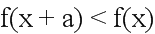 f(x + a) < f(x)